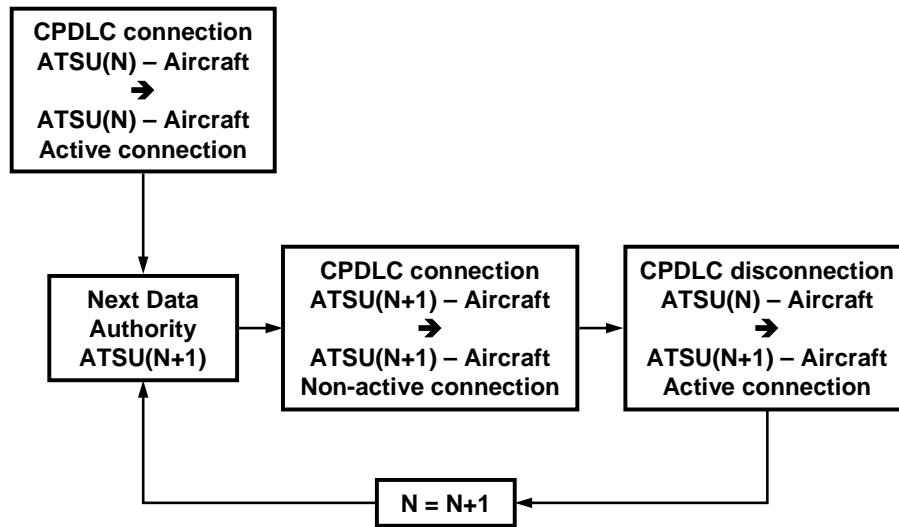 CPDLC connection
ATSU(N) – Aircraft
➔
ATSU(N) – Aircraft
Active connection
Next Data
Authority
ATSU(N+1)
CPDLC connection
ATSU(N+1) – Aircraft
➔
ATSU(N+1) – Aircraft
Non-active connection
CPDLC disconnection
ATSU(N) – Aircraft
➔
ATSU(N+1) – Aircraft
Active connection
N = N+1